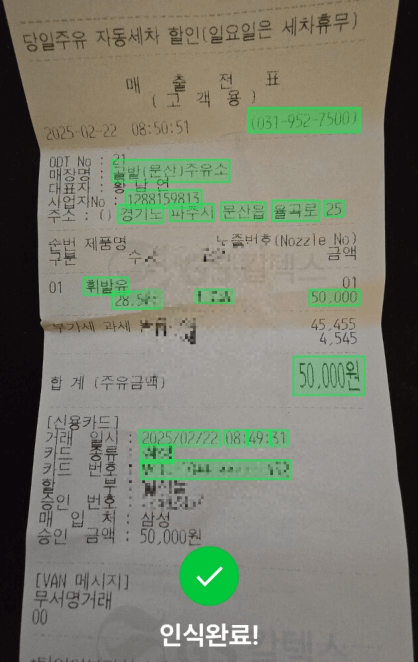 당일주유 자동세차 할인(일요일은 세차휴무)
매 출 전 표
( 고 객 용 )
2025-02-22 08:50:51 (031-952-7500)
ODT No : 21
매장명 : (문산)주유소
대표자 : 황 남 연
사업자No : 1288159813
주소 : () 경기도 파주시 문산읍 율곡로 25
순번 제품명 노즐번호(Nozzle No)
구분 수 금액
01 휘발유 01
50,000
부가세 과세 45,455
4,545
합 계 (주유금액) 50,000원
[신용카드]
거래 일시 : 2025/02/22 08:49:31
카드 종류 :
카드 번호 :
할 부 :
승인 번호 :
매 입 처 : 삼성
승인 금액 : 50,000원
[VAN 메시지]
무서명거래
00
인식완료!